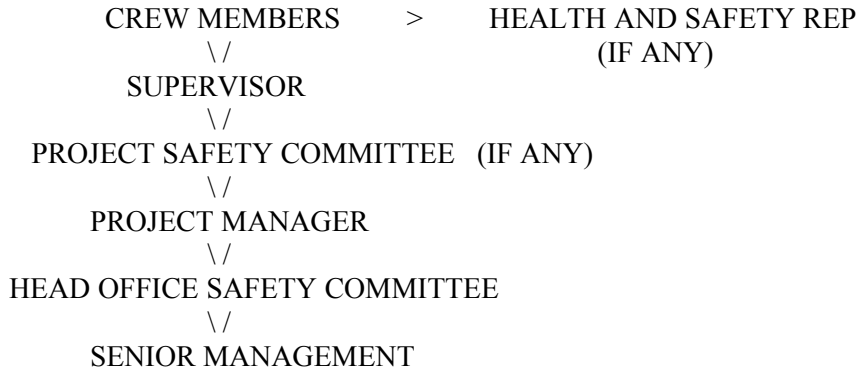 CREW MEMBERS > HEALTH AND SAFETY REP
\ / (IF ANY)
SUPERVISOR
\ /
PROJECT SAFETY COMMITTEE (IF ANY)
\ /
PROJECT MANAGER
\ /
HEAD OFFICE SAFETY COMMITTEE
\ /
SENIOR MANAGEMENT